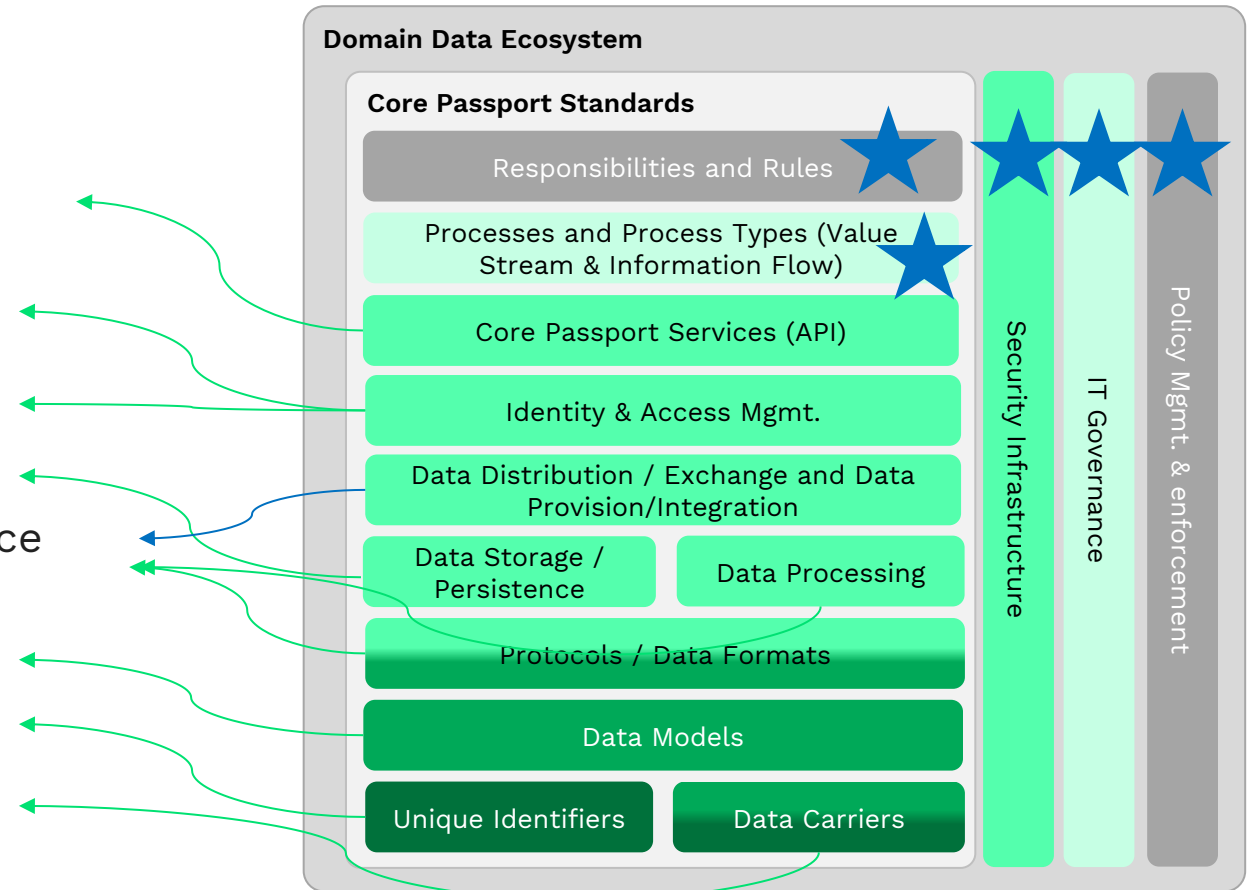 Domain Data Ecosystem
Core Passport Standards
Responsibilities and Rules
Processes and Process Types (Value
Stream & Information Flow)
Core Passport Services (API)
Identity & Access Mgmt.
Data Distribution / Exchange and Data
Provision/Integration
ce
Data Storage /
Persistence
Data Processing
Protocols / Data Formats
Data Models
Unique Identifiers
Data Carriers
Security Infrastructure
IT Governance
Policy Mgmt. & enforcement